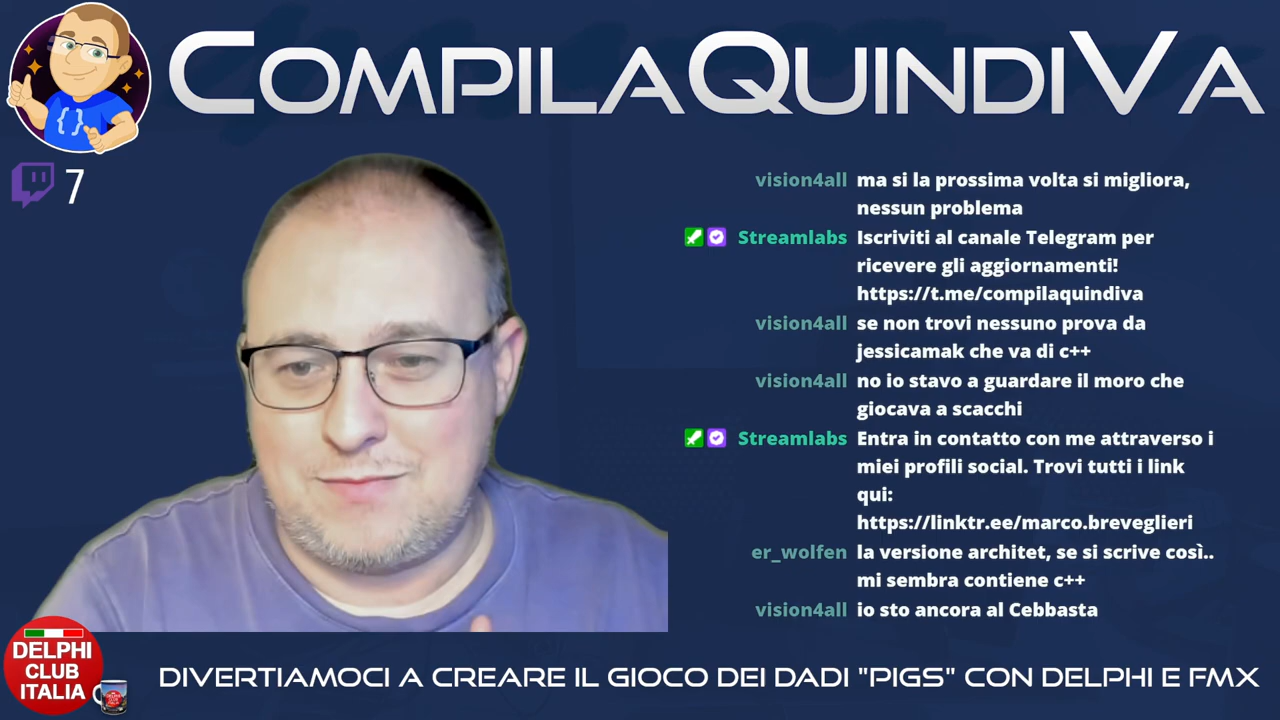 CompilaQuindiVa
{}
7
vision4all ma si la prossima volta si migliora,
nessun problema
Streamlabs Iscriviti al canale Telegram per
ricevere gli aggiornamenti!
https://t.me/compilaquindiva
vision4all se non trovi nessuno prova da
jessicamak che va di c++
vision4all no io stavo a guardare il moro che
giocava a scacchi
Streamlabs Entra in contatto con me attraverso i
miei profili social. Trovi tutti i link
qui:
https://linktr.ee/marco.breveglieri
er_wolfen la versione architet, se si scrive così..
mi sembra contiene c++
vision4all io sto ancora al Cebbasta
DELPHI
CLUB
ITALIA
DIVERTIAMOCI A CREARE IL GIOCO DEI DADI "PIGS" CON DELPHI E FMX